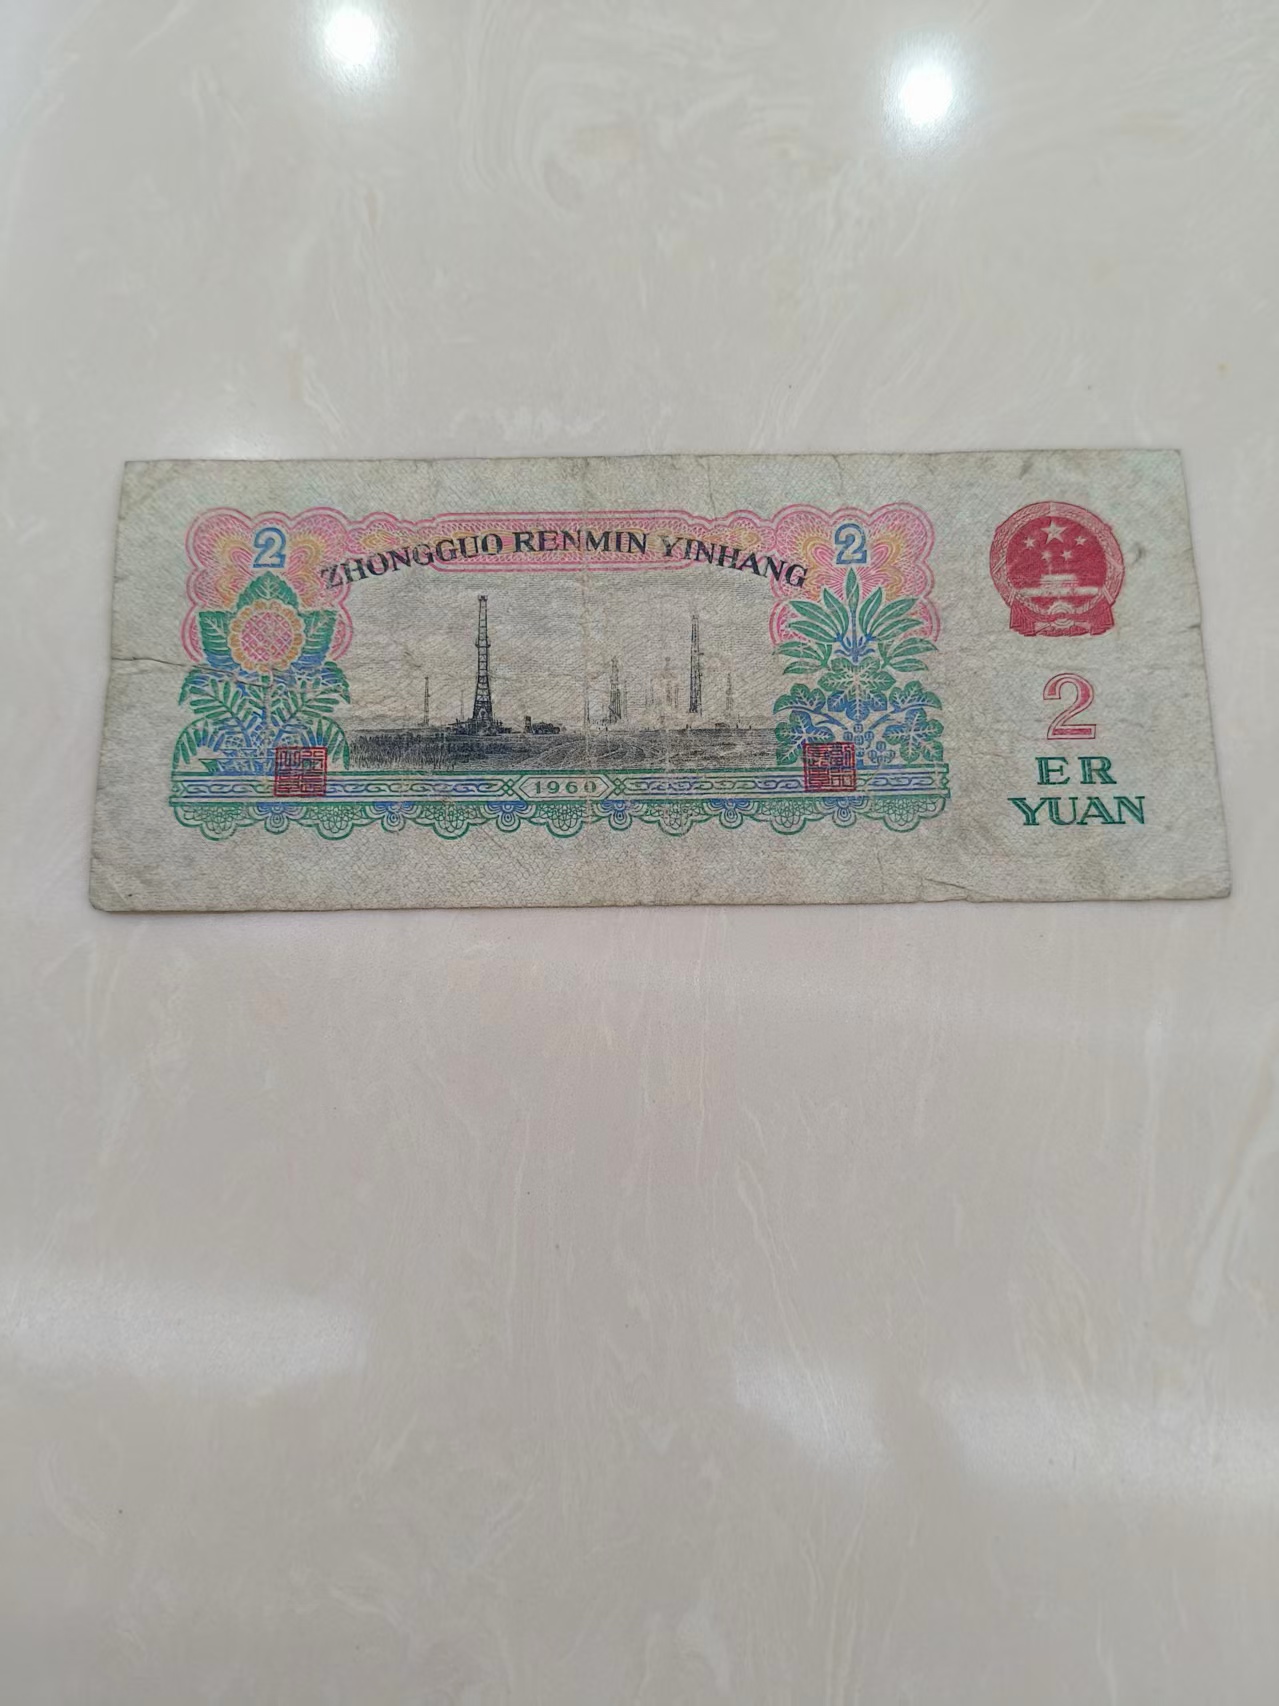 2
2
ZHONGGUO RENMIN YINHANG
1960
2
ER
YUAN